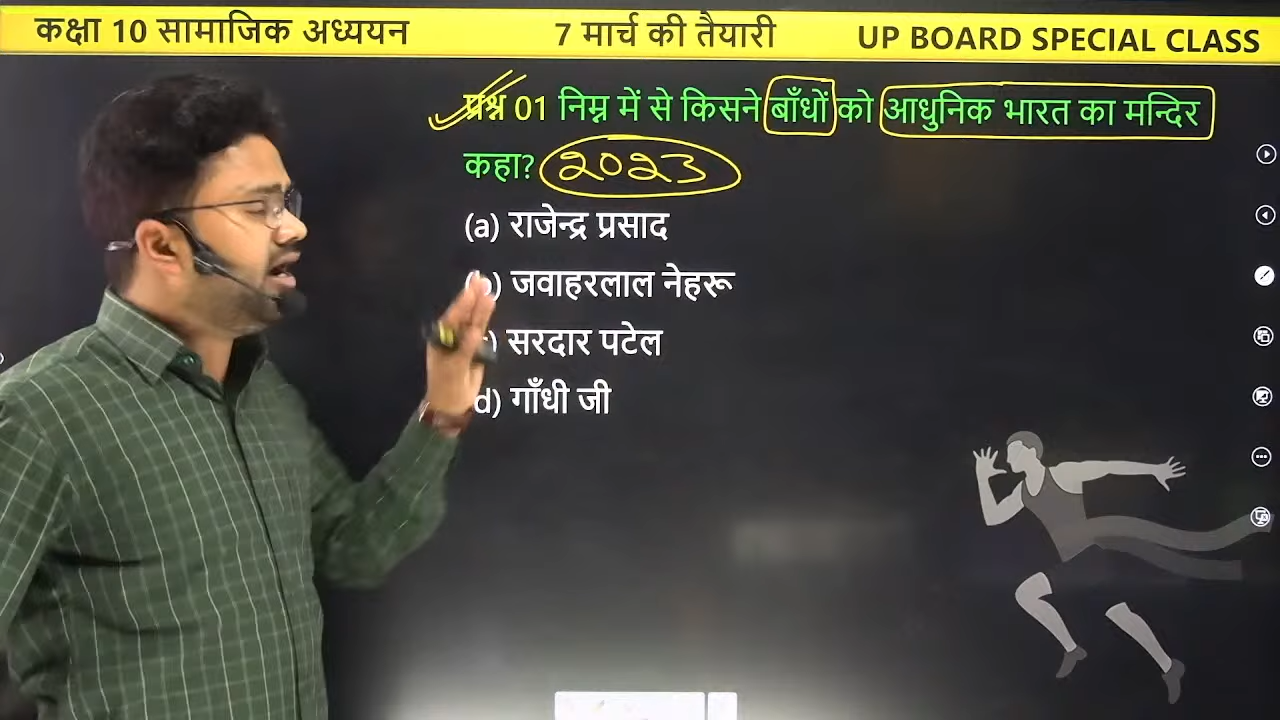 कक्षा 10 सामाजिक अध्ययन 7 मार्च की तैयारी UP BOARD SPECIAL CLASS
प्रश्न 01 निम्न में से किसने बाँधों को आधुनिक भारत का मन्दिर
कहा? 2023
(a) राजेन्द्र प्रसाद
(b) जवाहरलाल नेहरू
) सरदार पटेल
d) गाँधी जी